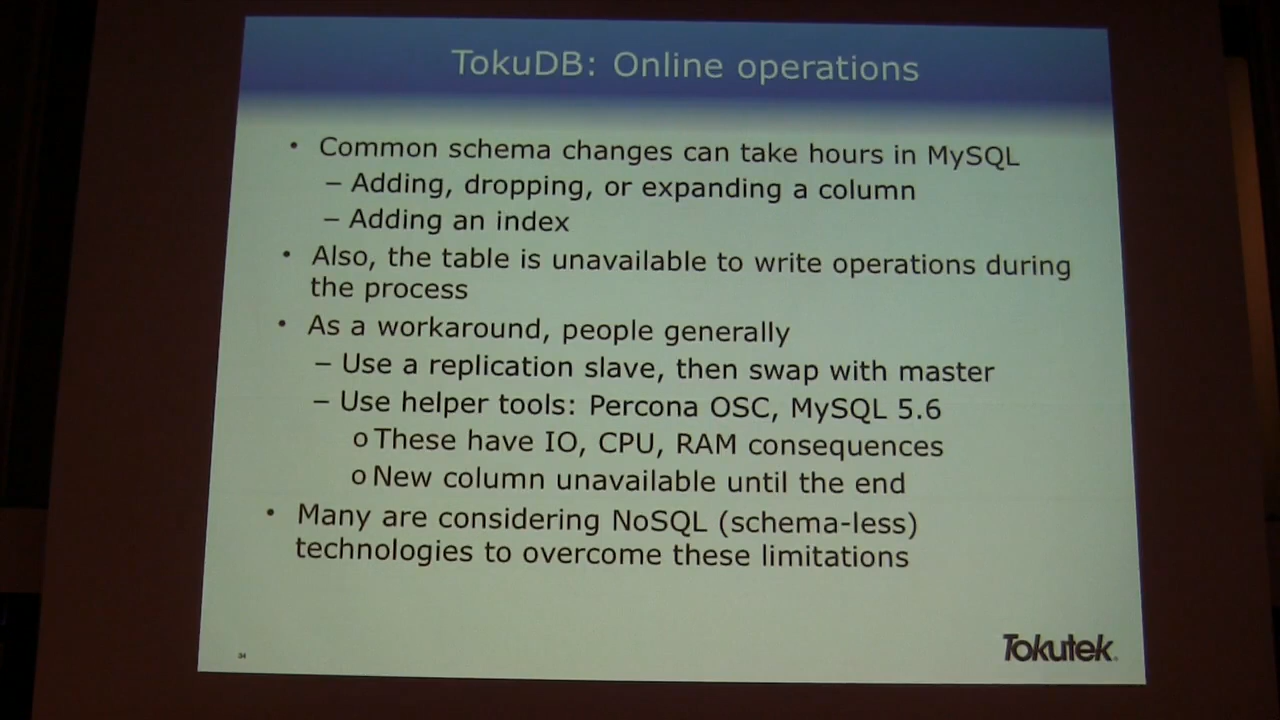 TokuDB: Online operations
• Common schema changes can take hours in MySQL
– Adding, dropping, or expanding a column
– Adding an index
• Also, the table is unavailable to write operations during
the process
• As a workaround, people generally
– Use a replication slave, then swap with master
– Use helper tools: Percona OSC, MySQL 5.6
o These have IO, CPU, RAM consequences
o New column unavailable until the end
• Many are considering NoSQL (schema-less)
technologies to overcome these limitations
34
Tokutek